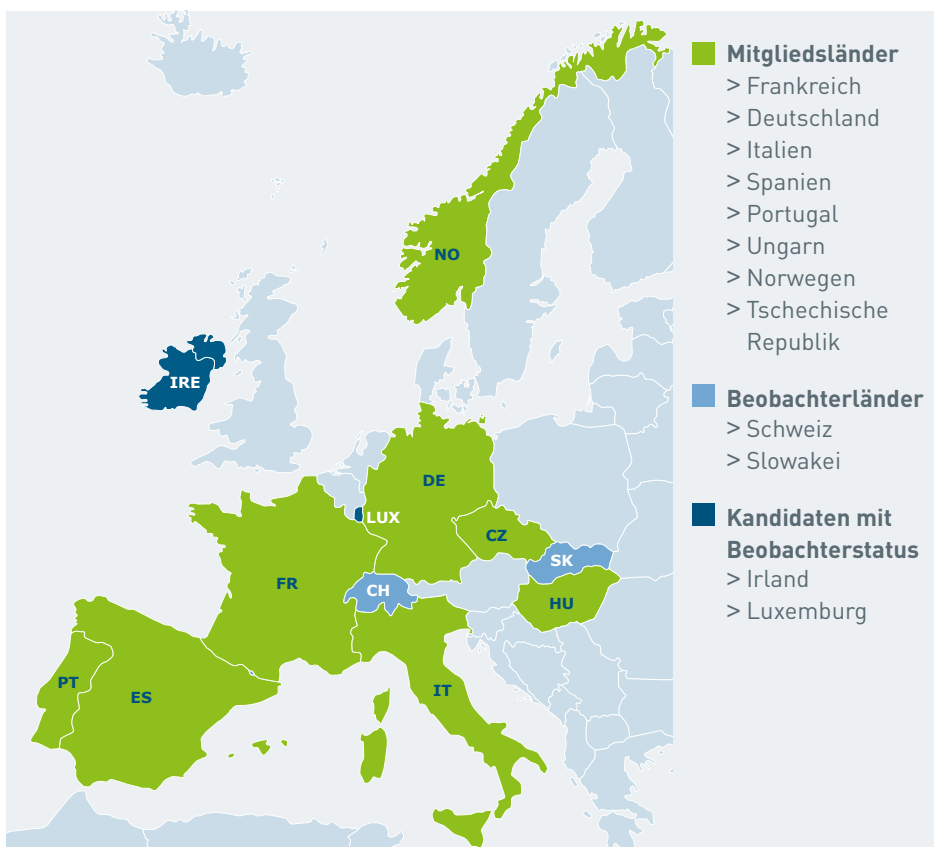 NO
IRE
DE
LUX
CZ
SK
FR
CH
HU
PT
ES
IT
Mitgliedsländer
> Frankreich
> Deutschland
> Italien
> Spanien
> Portugal
> Ungarn
> Norwegen
> Tschechische
Republik
Beobachterländer
> Schweiz
> Slowakei
Kandidaten mit
Beobachterstatus
> Irland
> Luxemburg